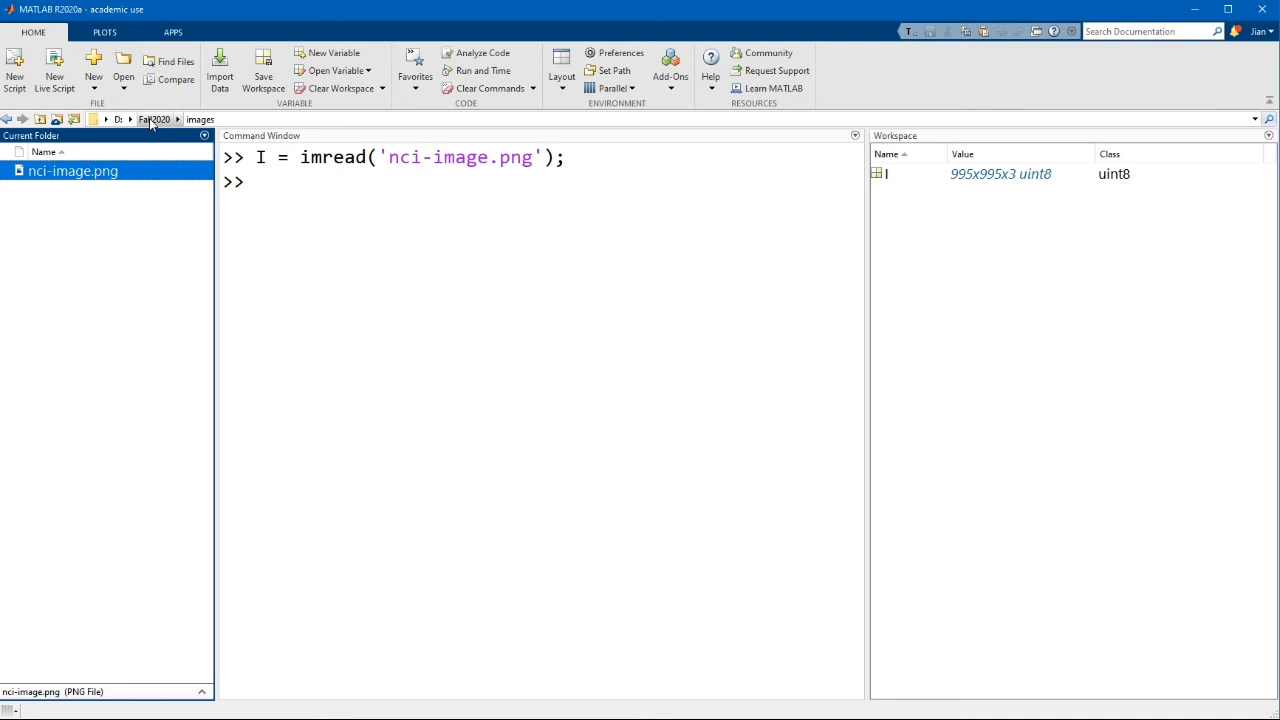 MATLAB R2020a - academic use
HOME PLOTS APPS
Search Documentation
Jian
New Script
New Live Script
New
Open
Find Files
Compare
FILE
Import Data
Save Workspace
New Variable
Open Variable
Clear Workspace
VARIABLE
Favorites
Analyze Code
Run and Time
Clear Commands
CODE
Layout
Preferences
Set Path
Parallel
ENVIRONMENT
Add-Ons
Help
Community
Request Support
Learn MATLAB
RESOURCES
D: Fall2020 images
Current Folder
Name
nci-image.png
nci-image.png (PNG File)
Command Window
>> I = imread('nci-image.png');
>>
Workspace
Name Value Class
I 995x995x3 uint8 uint8